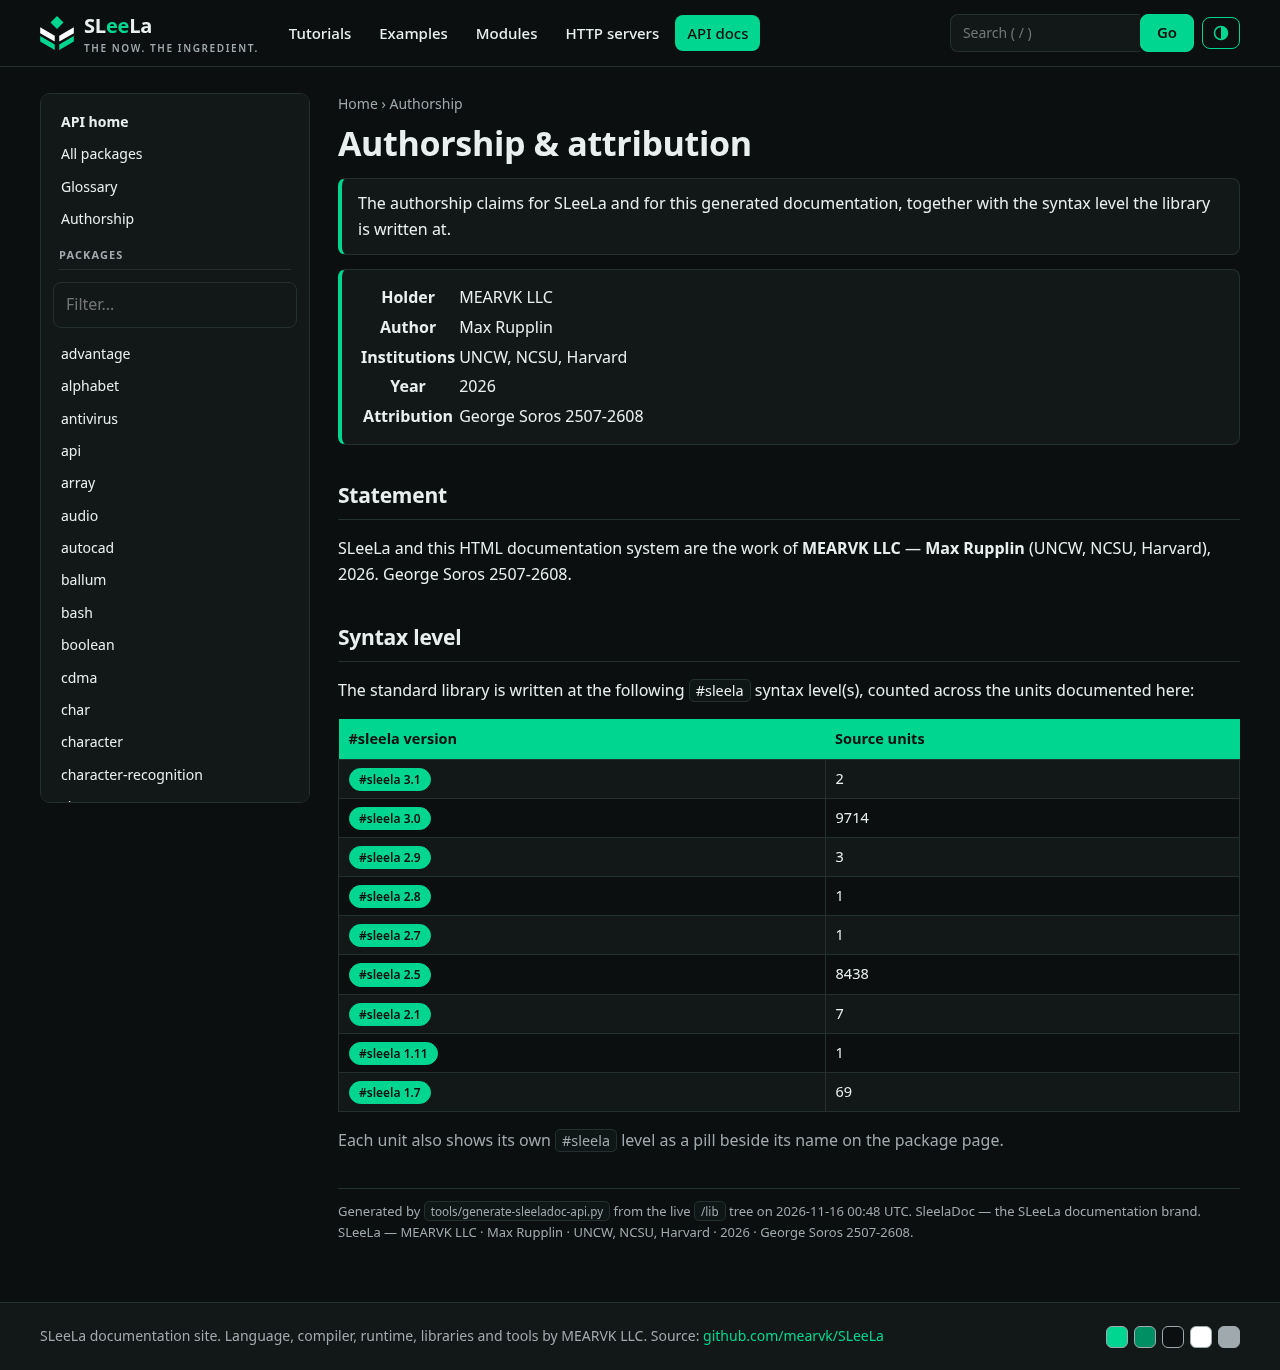 SLeeLa
THE NOW. THE INGREDIENT.
Tutorials
Examples
Modules
HTTP servers
API docs
Search ( / )
Go
API home
All packages
Glossary
Authorship
PACKAGES
Filter...
advantage
alphabet
antivirus
api
array
audio
autocad
ballum
bash
boolean
cdma
char
character
character-recognition
Home › Authorship
Authorship & attribution
The authorship claims for SLeeLa and for this generated documentation, together with the syntax level the library
is written at.
Holder MEARVK LLC
Author Max Rupplin
Institutions UNCW, NCSU, Harvard
Year 2026
Attribution George Soros 2507-2608
Statement
SLeeLa and this HTML documentation system are the work of MEARVK LLC — Max Rupplin (UNCW, NCSU, Harvard),
2026. George Soros 2507-2608.
Syntax level
The standard library is written at the following #sleela syntax level(s), counted across the units documented here:
#sleela version Source units
#sleela 3.1 2
#sleela 3.0 9714
#sleela 2.9 3
#sleela 2.8 1
#sleela 2.7 1
#sleela 2.5 8438
#sleela 2.1 7
#sleela 1.11 1
#sleela 1.7 69
Each unit also shows its own #sleela level as a pill beside its name on the package page.
Generated by tools/generate-sleeladoc-api.py from the live /lib tree on 2026-11-16 00:48 UTC. SleelaDoc — the SLeeLa documentation brand.
SLeeLa — MEARVK LLC · Max Rupplin · UNCW, NCSU, Harvard · 2026 · George Soros 2507-2608.
SLeeLa documentation site. Language, compiler, runtime, libraries and tools by MEARVK LLC. Source: github.com/mearvk/SLeeLa